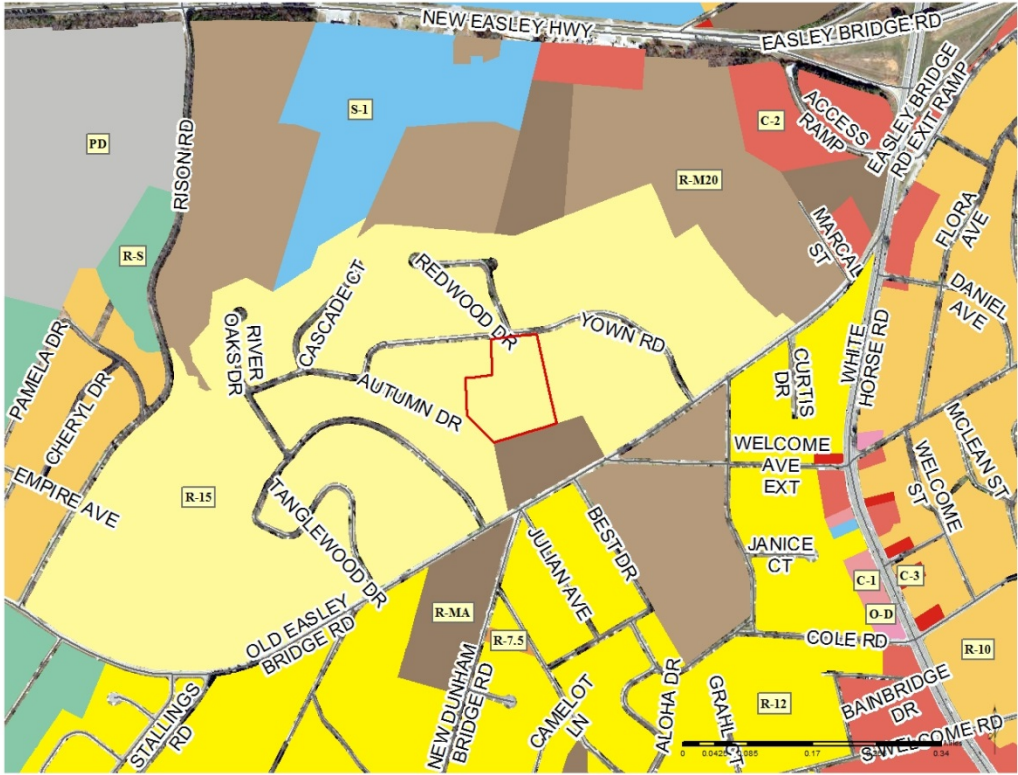 NEW EASLEY HWY
EASLEY BRIDGE RD
EASLEY BRIDGE
RD EXIT RAMP
ACCESS
RAMP
S-1
C-2
PD
RISON RD
R-M20
R-S
MARCAL
ST
FLORA
AVE
DANIEL
AVE
REDWOOD DR
CASCADE CT
RIVER
OAKS DR
YOWN RD
WHITE
HORSE RD
CURTIS
DR
PAMELA DR
CHERYL DR
AUTUMN DR
MCLEAN ST
WELCOME
ST
WELCOME
AVE
EXT
EMPIRE AVE
R-15
TANGLEWOOD DR
BEST DR
JULIAN AVE
JANICE
CT
C-1
C-3
O-D
OLD EASLEY
BRIDGE RD
R-MA
R-7.5
COLE RD
R-10
STALLINGS
RD
NEW DUNHAM
BRIDGE RD
CAMELOT
LN
ALOHA DR
GRAHL CT
R-12
BAINBRIDGE
DR
S WELCOME RD
0 0.0425 0.085 0.17 0.34